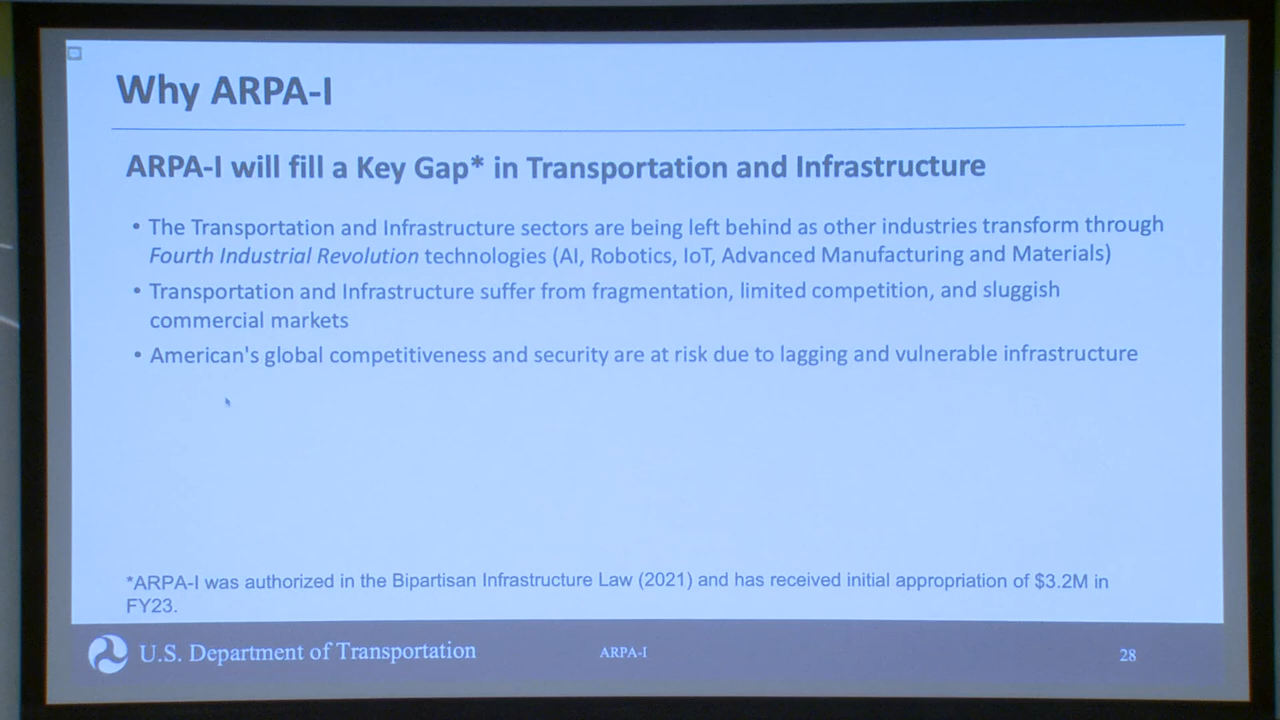 Why ARPA-I
ARPA-I will fill a Key Gap* in Transportation and Infrastructure
• The Transportation and Infrastructure sectors are being left behind as other industries transform through
Fourth Industrial Revolution technologies (AI, Robotics, IoT, Advanced Manufacturing and Materials)
• Transportation and Infrastructure suffer from fragmentation, limited competition, and sluggish
commercial markets
• American's global competitiveness and security are at risk due to lagging and vulnerable infrastructure
*ARPA-I was authorized in the Bipartisan Infrastructure Law (2021) and has received initial appropriation of $3.2M in
FY23.
U.S. Department of Transportation
ARPA-I
28